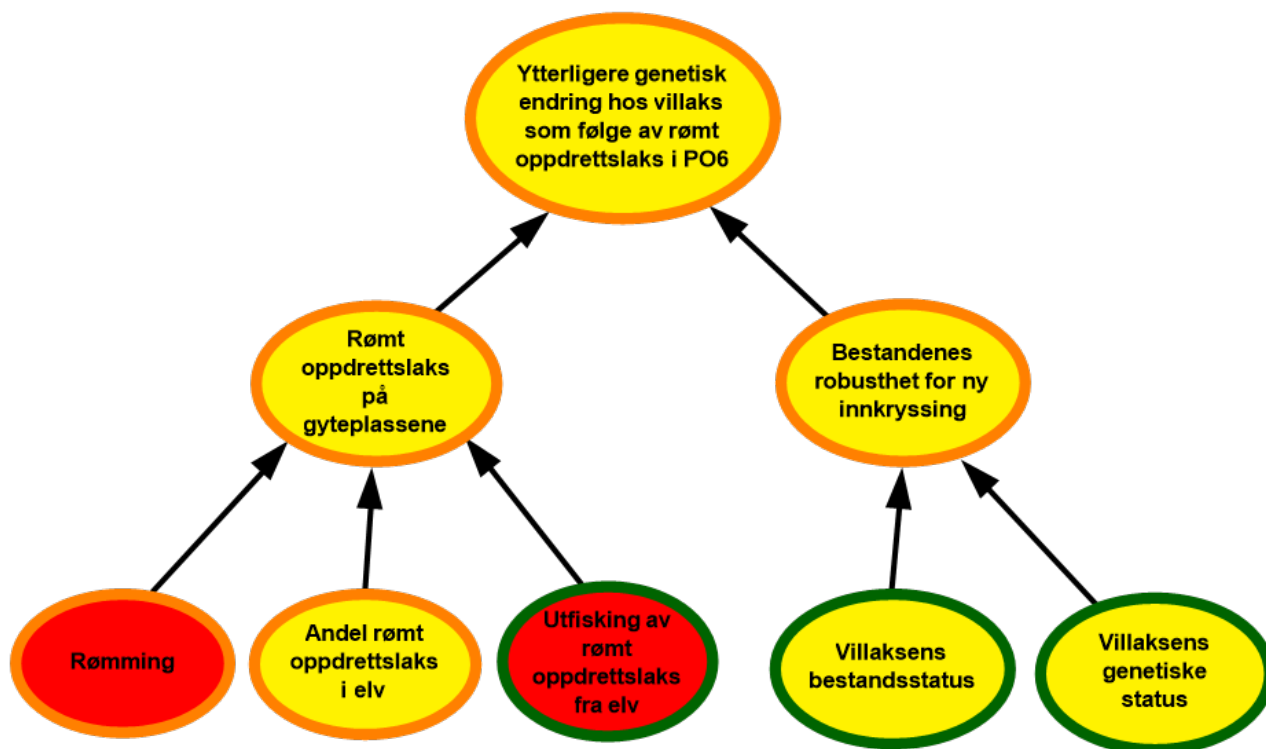 Ytterligere genetisk
endring hos villaks
som følge av rømt
oppdrettslaks i PO6
Rømt
oppdrettslaks
på
gyteplassene
Bestandenes
robusthet for ny
innkryssing
Rømming
Andel rømt
oppdrettslaks
i elv
Utfisking av
rømt
oppdrettslaks
fra elv
Villaksens
bestandsstatus
Villaksens
genetiske
status